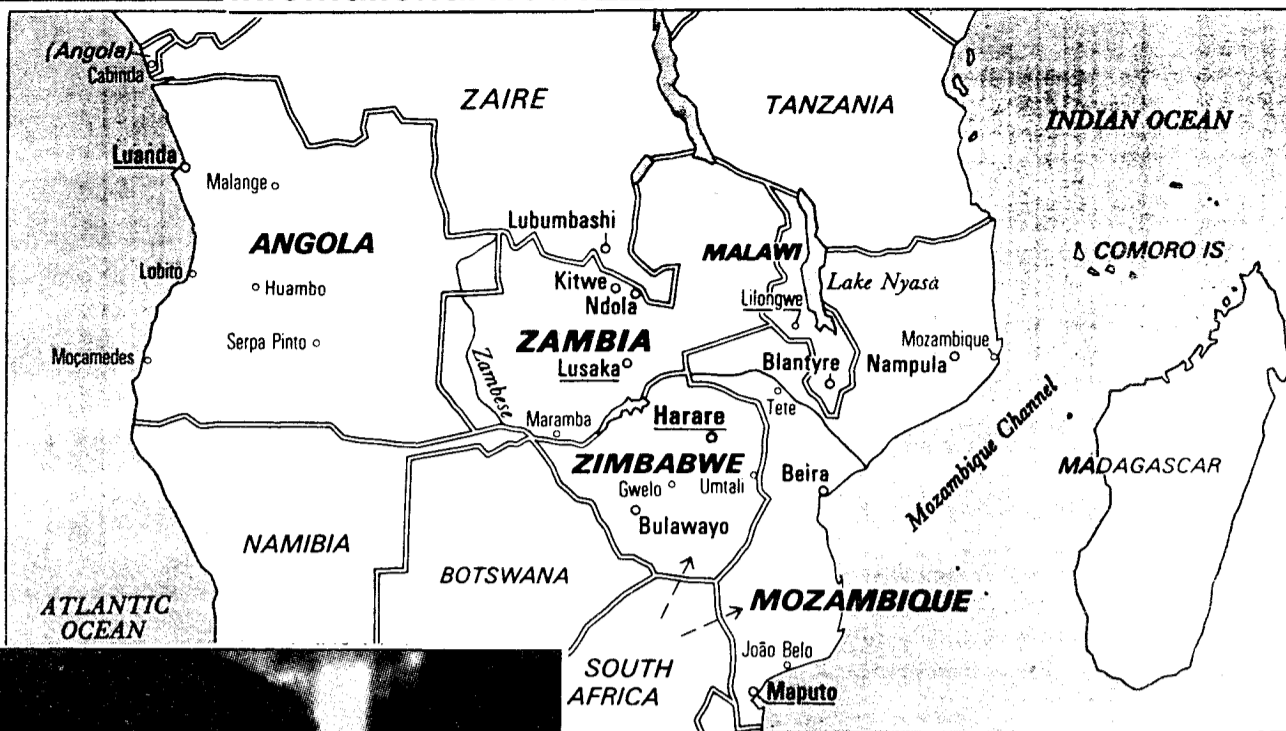 (Angola)
Cabinda
ZAIRE
TANZANIA
INDIAN OCEAN
Luanda
Malange
Lubumbashi
ANGOLA
MALAWI
COMORO IS
Lobito
Huambo
Kitwe
Ndola
Lake Nyasa
Lilongwe
Serpa Pinto
ZAMBIA
Mozambique
Moçamedes
Zambese
Lusaka
Blantyre
Nampula
Tete
Maramba
Harare
Mozambique Channel
ZIMBABWE
Gwelo
Umtali
Beira
MADAGASCAR
Bulawayo
NAMIBIA
BOTSWANA
ATLANTIC
OCEAN
MOZAMBIQUE
João Belo
SOUTH
AFRICA
Maputo